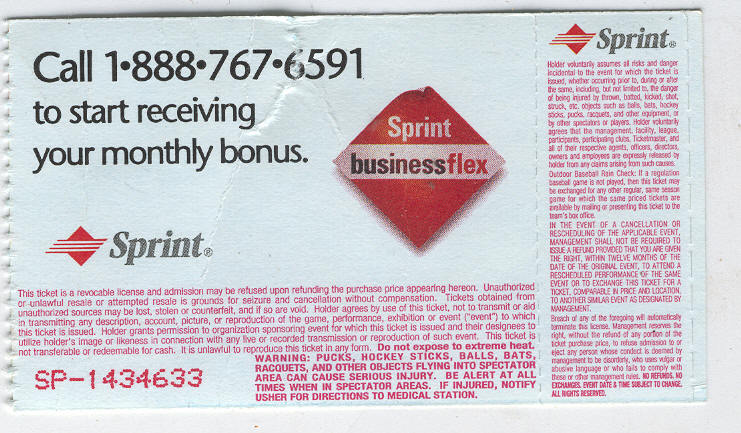 Call 1•888•767•6591
to start receiving
your monthly bonus.
Sprint
businessflex
Sprint®
This ticket is a revocable license and admission may be refused upon refunding the purchase price appearing hereon. Unauthorized
or unlawful resale or attempted resale is grounds for seizure and cancellation without compensation. Tickets obtained from
unauthorized sources may be lost, stolen or counterfeit, and if so are void. Holder agrees by use of this ticket, not to transmit or aid
in transmitting any description, account, picture, or reproduction of the game, performance, exhibition or event ("event") to which
this ticket is issued. Holder grants permission to organization sponsoring event for which this ticket is issued and their designees to
utilize holder's image or likeness in connection with any live or recorded transmission or reproduction of such event. This ticket is
not transferable or redeemable for cash. It is unlawful to reproduce this ticket in any form. Do not expose to extreme heat.
WARNING: PUCKS, HOCKEY STICKS, BALLS, BATS,
RACQUETS, AND OTHER OBJECTS FLYING INTO SPECTATOR
AREA CAN CAUSE SERIOUS INJURY. BE ALERT AT ALL
TIMES WHEN IN SPECTATOR AREAS. IF INJURED, NOTIFY
USHER FOR DIRECTIONS TO MEDICAL STATION.
SP-1434633
Sprint®
Holder voluntarily assumes all risks and danger
incidental to the event for which the ticket is
issued, whether occurring prior to, during or after
the same, including, but not limited to, the danger
of being injured by thrown, batted, kicked, shot,
struck, etc. objects such as balls, bats, hockey
sticks, pucks, racquets, and other equipment, or
by other spectators or players. Holder voluntarily
agrees that the management, facility, league,
participants, participating clubs, Ticketmaster, and
all of their respective agents, officers, directors,
owners and employees are expressly released by
holder from any claims arising from such causes.
Outdoor Baseball Rain Check: If a regulation
baseball game is not played, then this ticket may
be exchanged for any other regular, same season
game for which the same priced tickets are
available by mailing or presenting this ticket to the
team's box office.
IN THE EVENT OF A CANCELLATION OR
RESCHEDULING OF THE APPLICABLE EVENT,
MANAGEMENT SHALL NOT BE REQUIRED TO
ISSUE A REFUND PROVIDED THAT YOU ARE GIVEN
THE RIGHT, WITHIN TWELVE MONTHS OF THE
DATE OF THE ORIGINAL EVENT, TO ATTEND A
RESCHEDULED PERFORMANCE OF THE SAME
EVENT OR TO EXCHANGE THIS TICKET FOR A
TICKET, COMPARABLE IN PRICE AND LOCATION,
TO ANOTHER SIMILAR EVENT AS DESIGNATED BY
MANAGEMENT.
Breach of any of the foregoing will automatically
terminate this license. Management reserves the
right, without the refund of any portion of the
ticket purchase price, to refuse admission to or
eject any person whose conduct is deemed by
management to be disorderly, who uses vulgar or
abusive language or who fails to comply with
these or other management rules. NO REFUNDS. NO
EXCHANGES. EVENT DATE & TIME SUBJECT TO CHANGE.
ALL RIGHTS RESERVED.